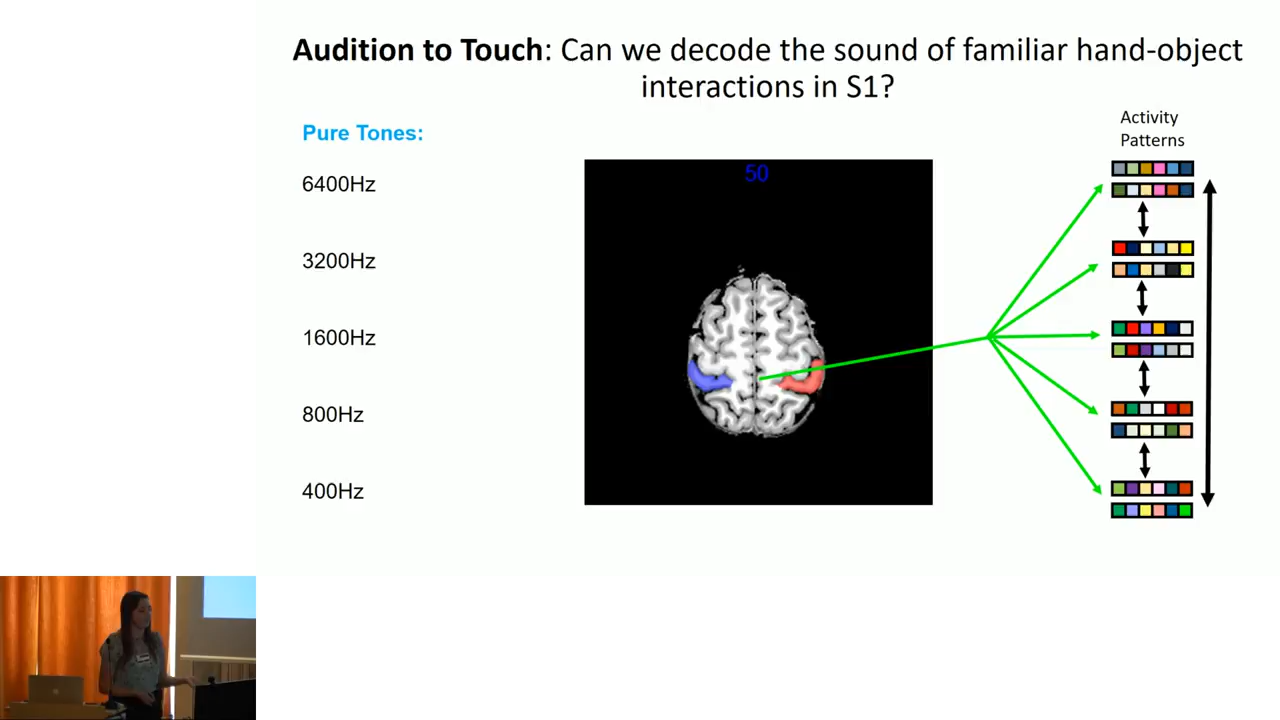 Audition to Touch: Can we decode the sound of familiar hand-object
interactions in S1?
Pure Tones:
6400Hz
3200Hz
1600Hz
800Hz
400Hz
50
Activity
Patterns